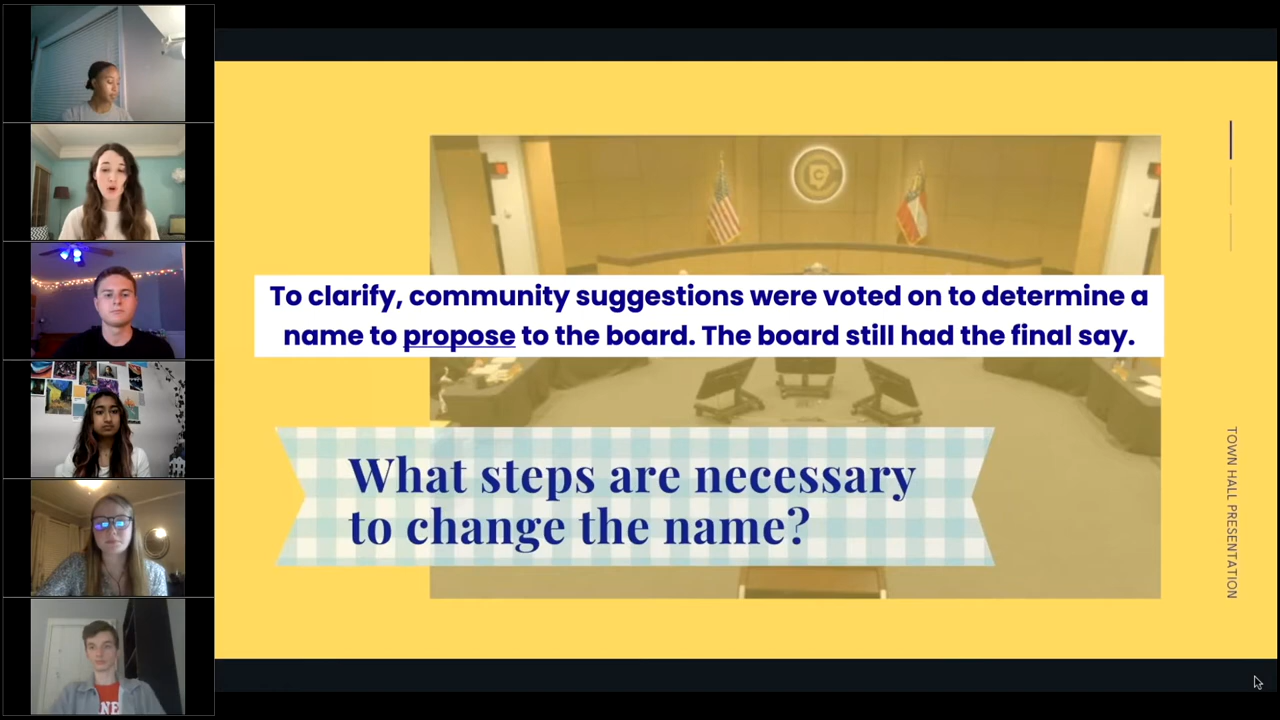 To clarify, community suggestions were voted on to determine a
name to propose to the board. The board still had the final say.
What steps are necessary
to change the name?
TOWN HALL PRESENTATION
NE